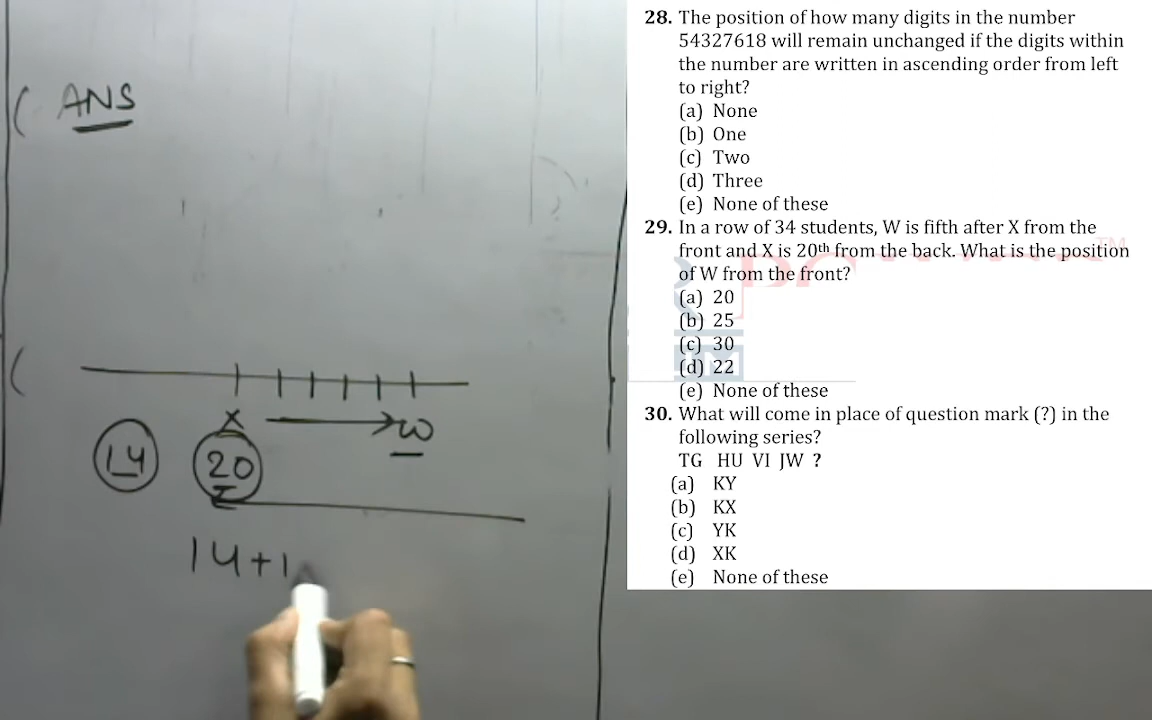 ( ANS
(
X W
14 20
14+1
28. The position of how many digits in the number
54327618 will remain unchanged if the digits within
the number are written in ascending order from left
to right?
(a) None
(b) One
(c) Two
(d) Three
(e) None of these
29. In a row of 34 students, W is fifth after X from the
front and X is 20th from the back. What is the position
of W from the front?
(a) 20
(b) 25
(c) 30
(d) 22
(e) None of these
30. What will come in place of question mark (?) in the
following series?
TG HU VI JW ?
(a) KY
(b) KX
(c) YK
(d) XK
(e) None of these